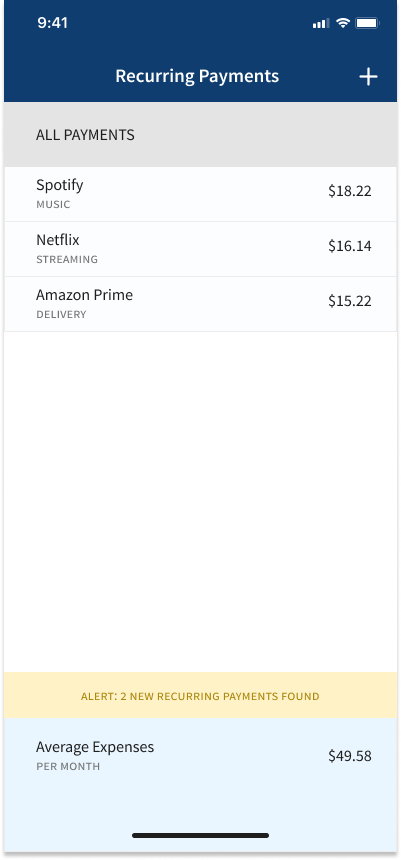 9:41
Recurring Payments
+
ALL PAYMENTS
Spotify
$18.22
MUSIC
Netflix
$16.14
STREAMING
Amazon Prime
$15.22
DELIVERY
ALERT: 2 NEW RECURRING PAYMENTS FOUND
Average Expenses
$49.58
PER MONTH